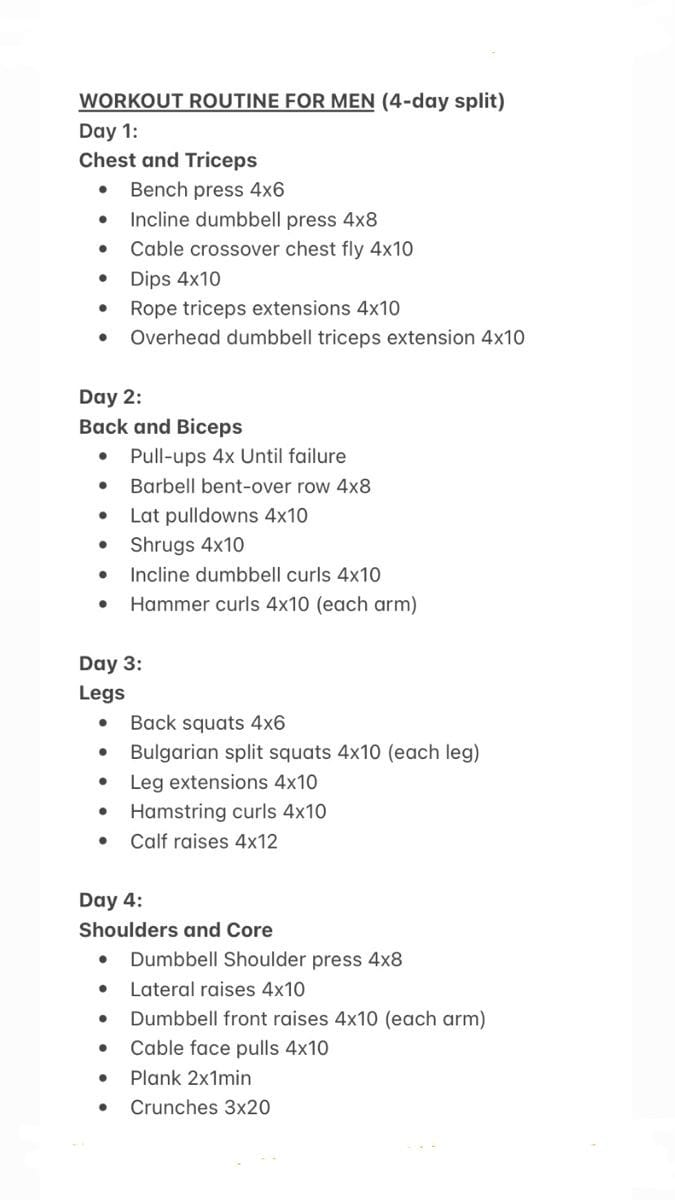 WORKOUT ROUTINE FOR MEN (4-day split)
Day 1:
Chest and Triceps
• Bench press 4x6
• Incline dumbbell press 4x8
• Cable crossover chest fly 4x10
• Dips 4x10
• Rope triceps extensions 4x10
• Overhead dumbbell triceps extension 4x10
Day 2:
Back and Biceps
• Pull-ups 4x Until failure
• Barbell bent-over row 4x8
• Lat pulldowns 4x10
• Shrugs 4x10
• Incline dumbbell curls 4x10
• Hammer curls 4x10 (each arm)
Day 3:
Legs
• Back squats 4x6
• Bulgarian split squats 4x10 (each leg)
• Leg extensions 4x10
• Hamstring curls 4x10
• Calf raises 4x12
Day 4:
Shoulders and Core
• Dumbbell Shoulder press 4x8
• Lateral raises 4x10
• Dumbbell front raises 4x10 (each arm)
• Cable face pulls 4x10
• Plank 2x1min
• Crunches 3x20